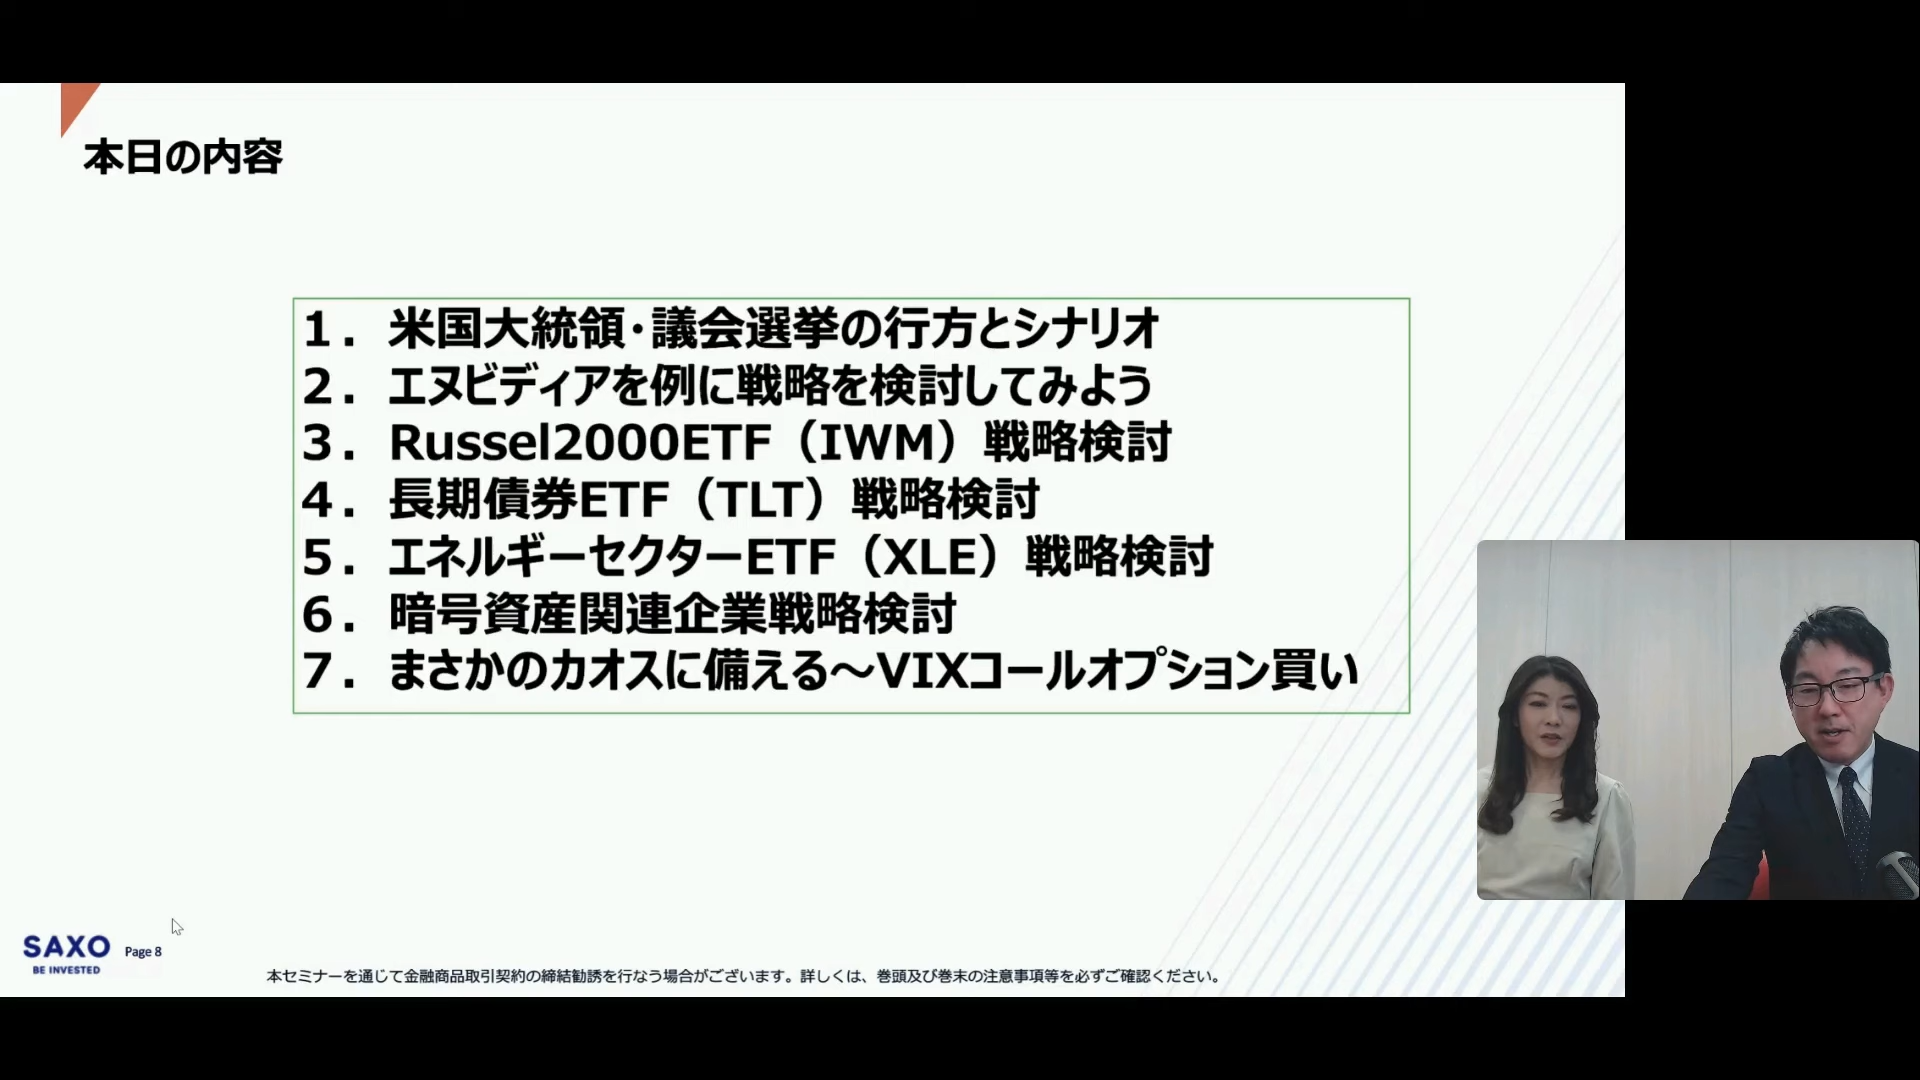 本日の内容
１．米国大統領･議会選挙の行方とシナリオ
２．エヌビディアを例に戦略を検討してみよう
３．Russel2000ETF（IWM）戦略検討
４．長期債券ETF（TLT）戦略検討
５．エネルギーセクターETF（XLE）戦略検討
６．暗号資産関連企業戦略検討
７．まさかのカオスに備える～VIXコールオプション買い
SAXO
BE INVESTED
Page 8
本セミナーを通じて金融商品取引契約の締結勧誘を行なう場合がございます。詳しくは、巻頭及び巻末の注意事項等を必ずご確認ください。